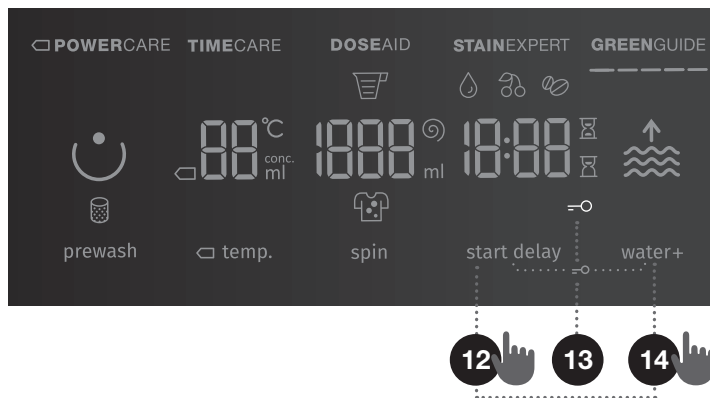 POWERCARE TIMECARE DOSEAID STAINEXPERT GREENGUIDE
88 °C 1888 18:88
conc.
ml ml
prewash temp. spin start delay water+
12 13 14